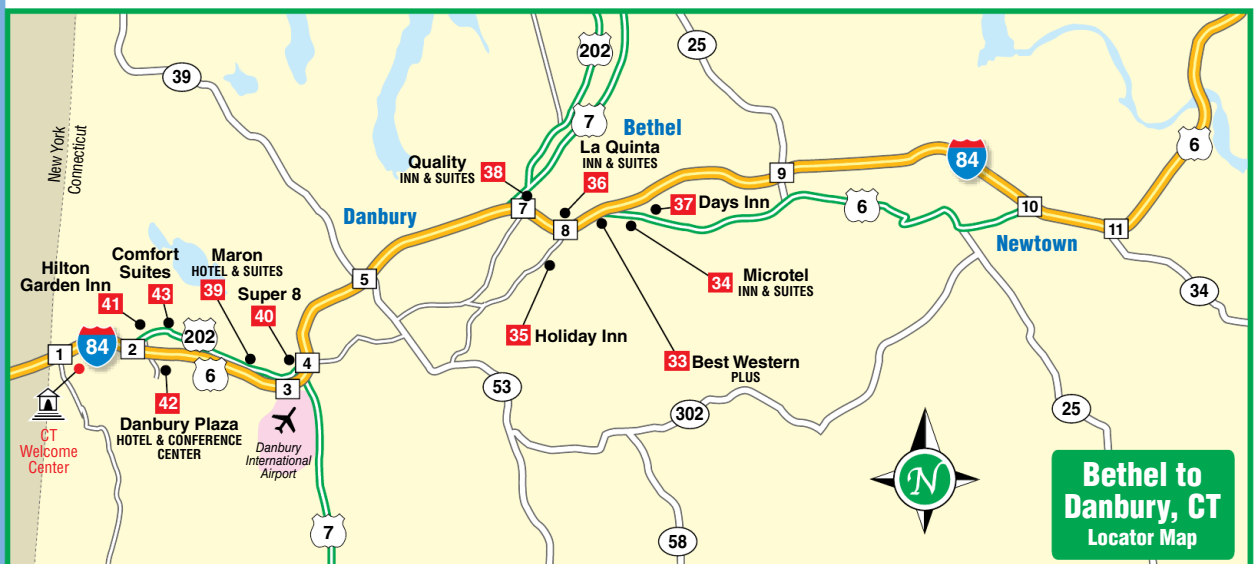 202
25
39
7
Bethel
La Quinta
INN & SUITES
36
Quality
INN & SUITES
38
6
84
9
New York
Connecticut
37 Days Inn
6
7
8
10
Danbury
Newtown
11
Comfort
Suites
43
Maron
HOTEL & SUITES
39
Hilton
Garden Inn
41
Super 8
40
5
34 Microtel
INN & SUITES
34
35 Holiday Inn
33 Best Western
PLUS
1
84
2
202
6
4
3
42
Danbury Plaza
HOTEL & CONFERENCE
CENTER
CT
Welcome
Center
Danbury
International
Airport
53
302
25
N
7
58
Bethel to
Danbury, CT
Locator Map